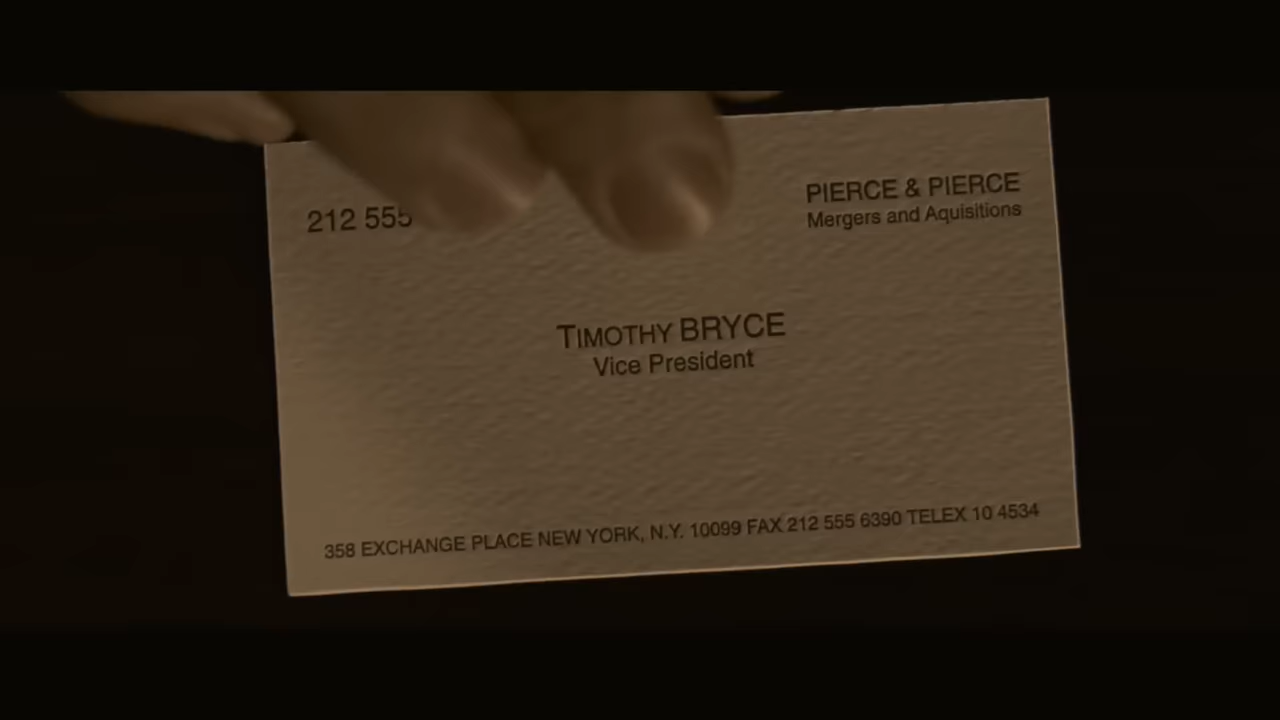 212 555
PIERCE & PIERCE
Mergers and Aquisitions
TIMOTHY BRYCE
Vice President
358 EXCHANGE PLACE NEW YORK, N.Y. 10099 FAX 212 555 6390 TELEX 10 4534